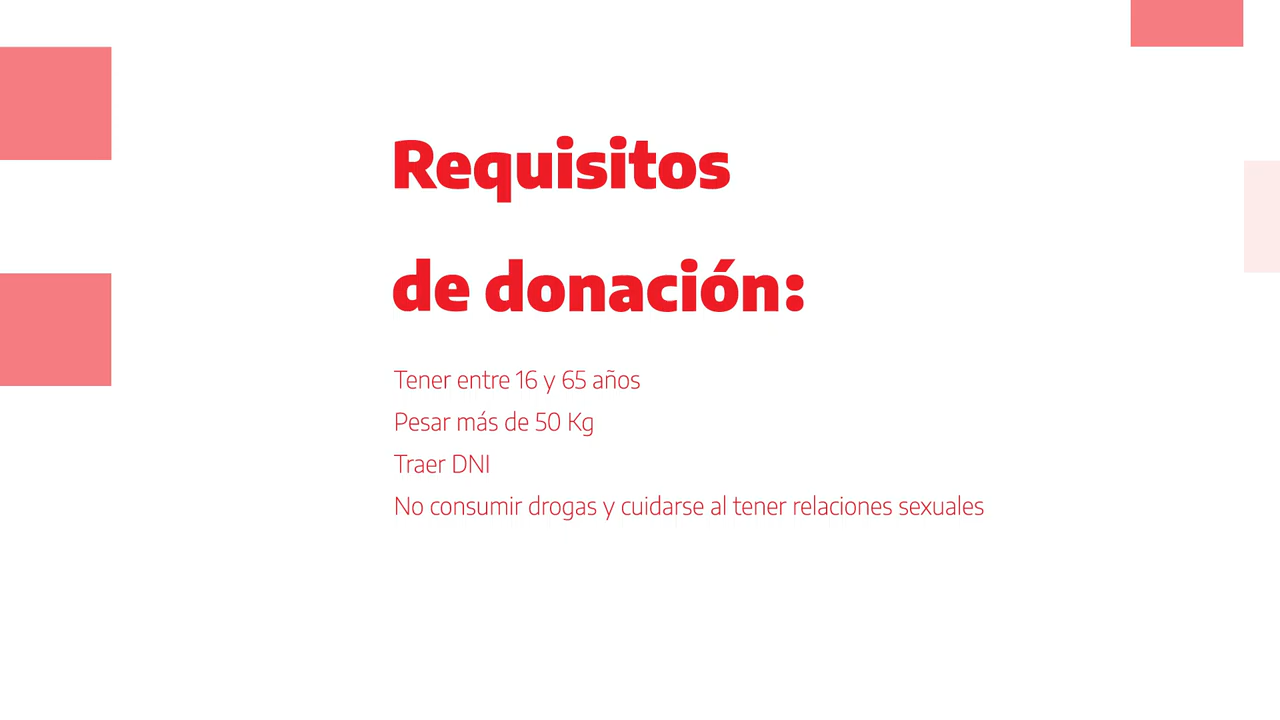 Requisitos
de donación:
Tener entre 16 y 65 años
Pesar más de 50 Kg
Traer DNI
No consumir drogas y cuidarse al tener relaciones sexuales